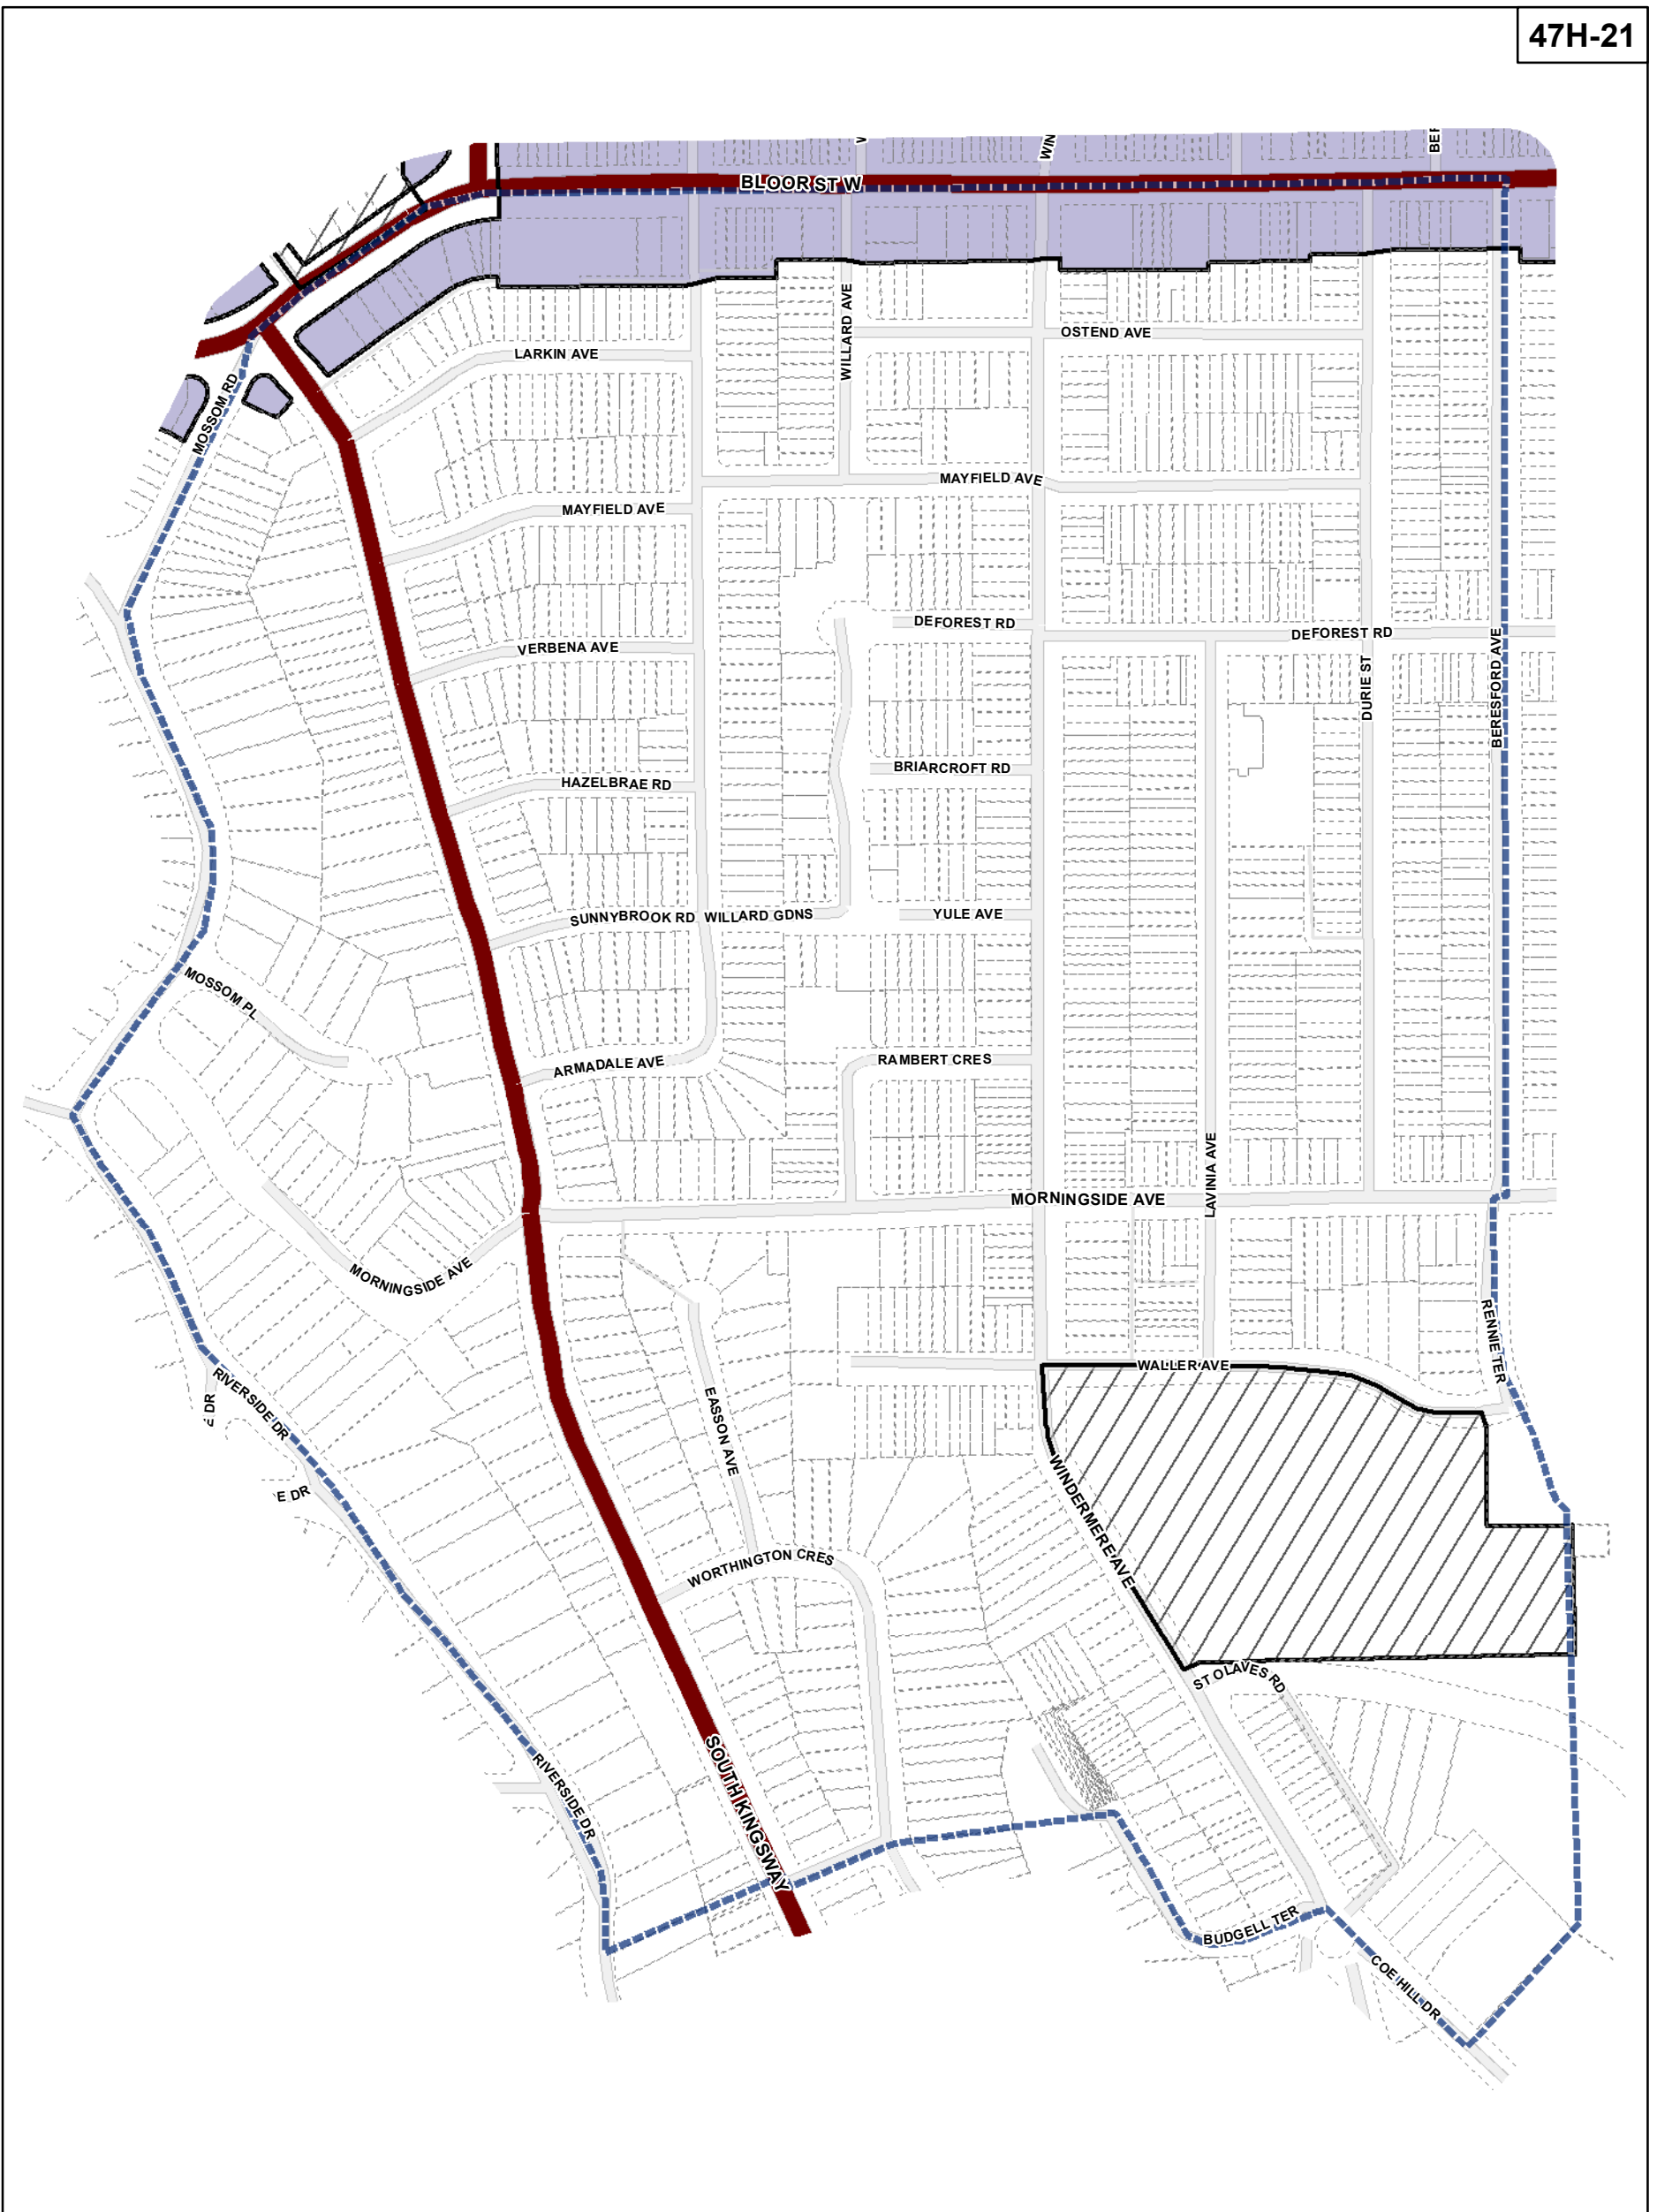 47H-21
BLOOR ST W
WILLARD AVE
OSTEND AVE
LARKIN AVE
MOSSOM RD
MAYFIELD AVE
MAYFIELD AVE
DEFOREST RD
DEFOREST RD
VERBENA AVE
DURIE ST
BERESFORD AVE
BRIARCROFT RD
HAZELBRAE RD
SUNNYBROOK RD
WILLARD GDNS
YULE AVE
MOSSOM PL
ARMADALE AVE
RAMBERT CRES
LAVINIA AVE
MORNINGSIDE AVE
MORNINGSIDE AVE
RENNIE TER
WALLER AVE
RIVERSIDE DR
E DR
EASSON AVE
E DR
WINDERMERE AVE
WORTHINGTON CRES
ST OLAVES RD
SOUTH KINGSWAY
RIVERSIDE DR
BUDGELL TER
COE HILL DR